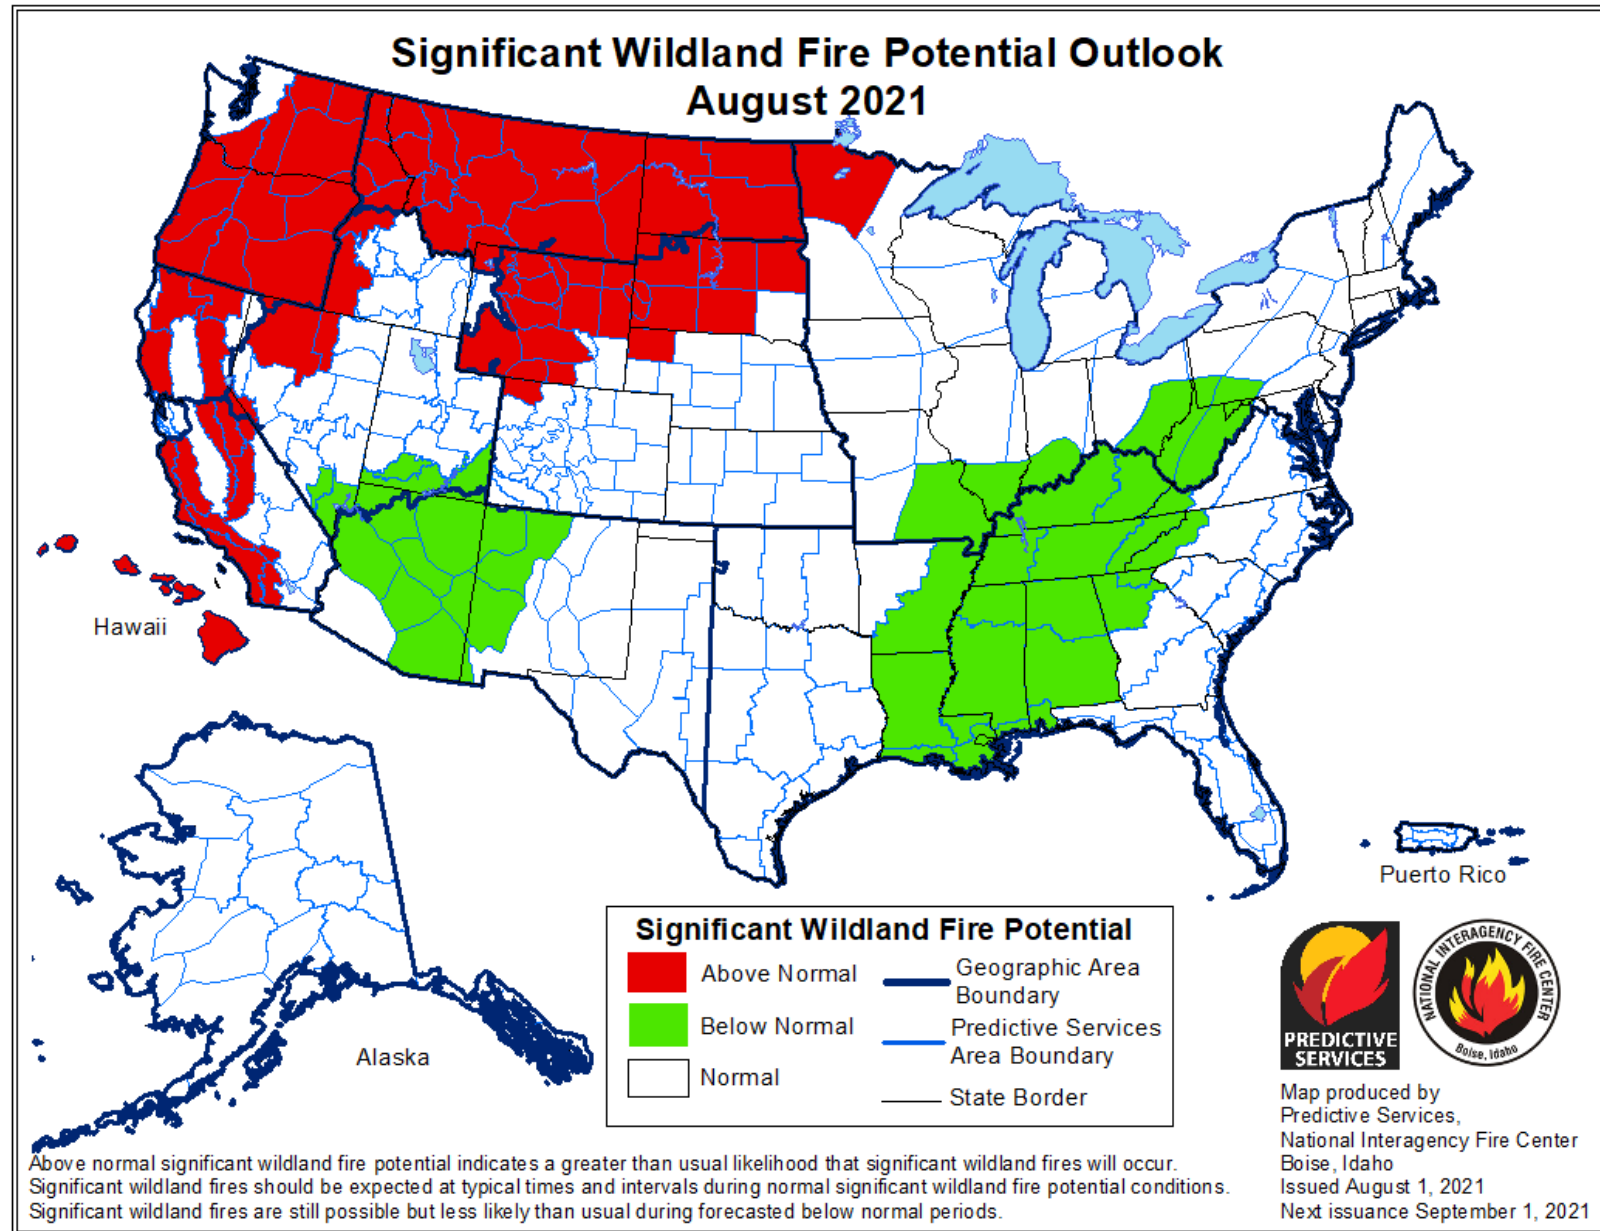 Significant Wildland Fire Potential Outlook
August 2021
Hawaii
Alaska
Puerto Rico
Significant Wildland Fire Potential
Above Normal
Below Normal
Normal
Geographic Area
Boundary
Predictive Services
Area Boundary
State Border
PREDICTIVE
SERVICES
NATIONAL INTERAGENCY FIRE CENTER
Boise, Idaho
Map produced by
Predictive Services,
National Interagency Fire Center
Boise, Idaho
Issued August 1, 2021
Next issuance September 1, 2021
Above normal significant wildland fire potential indicates a greater than usual likelihood that significant wildland fires will occur.
Significant wildland fires should be expected at typical times and intervals during normal significant wildland fire potential conditions.
Significant wildland fires are still possible but less likely than usual during forecasted below normal periods.